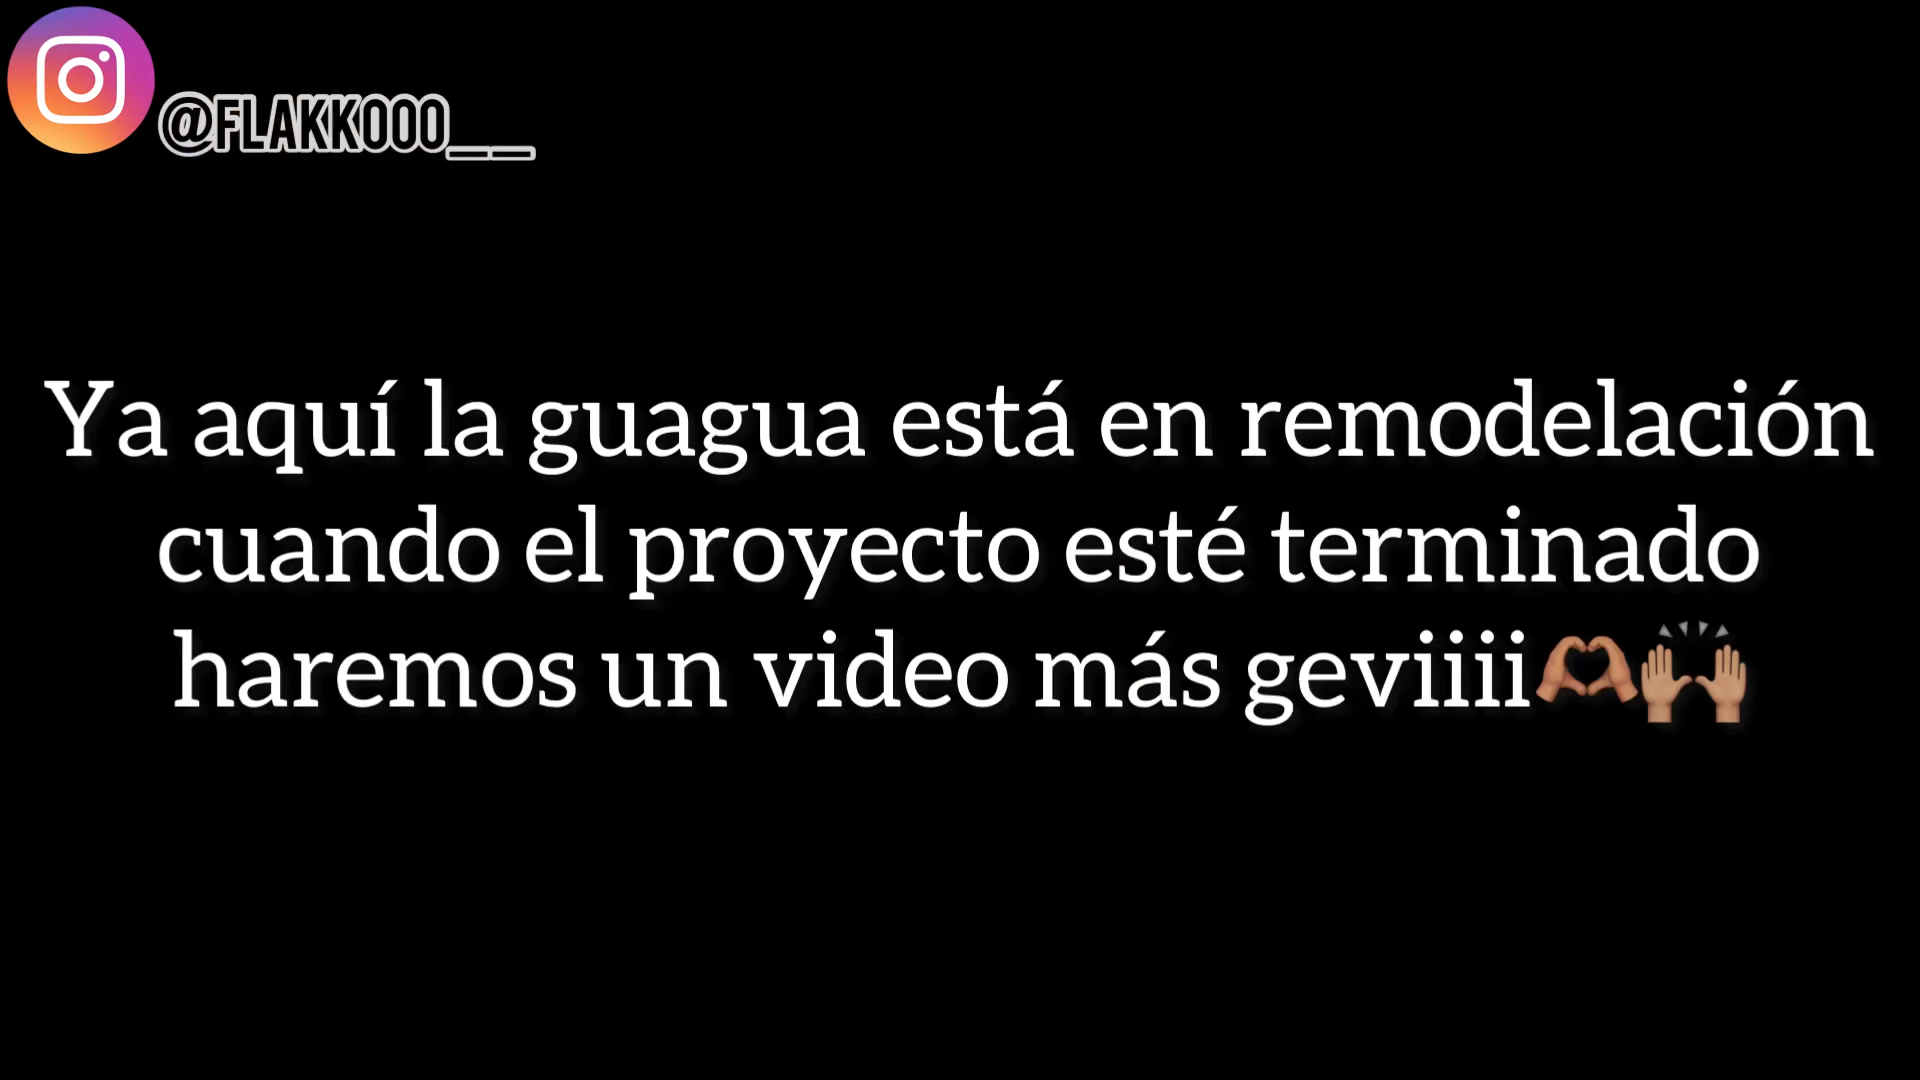 @FLAKKOOO__
Ya aquí la guagua está en remodelación
cuando el proyecto esté terminado
haremos un video más geviiii🫶🏽🙌🏼